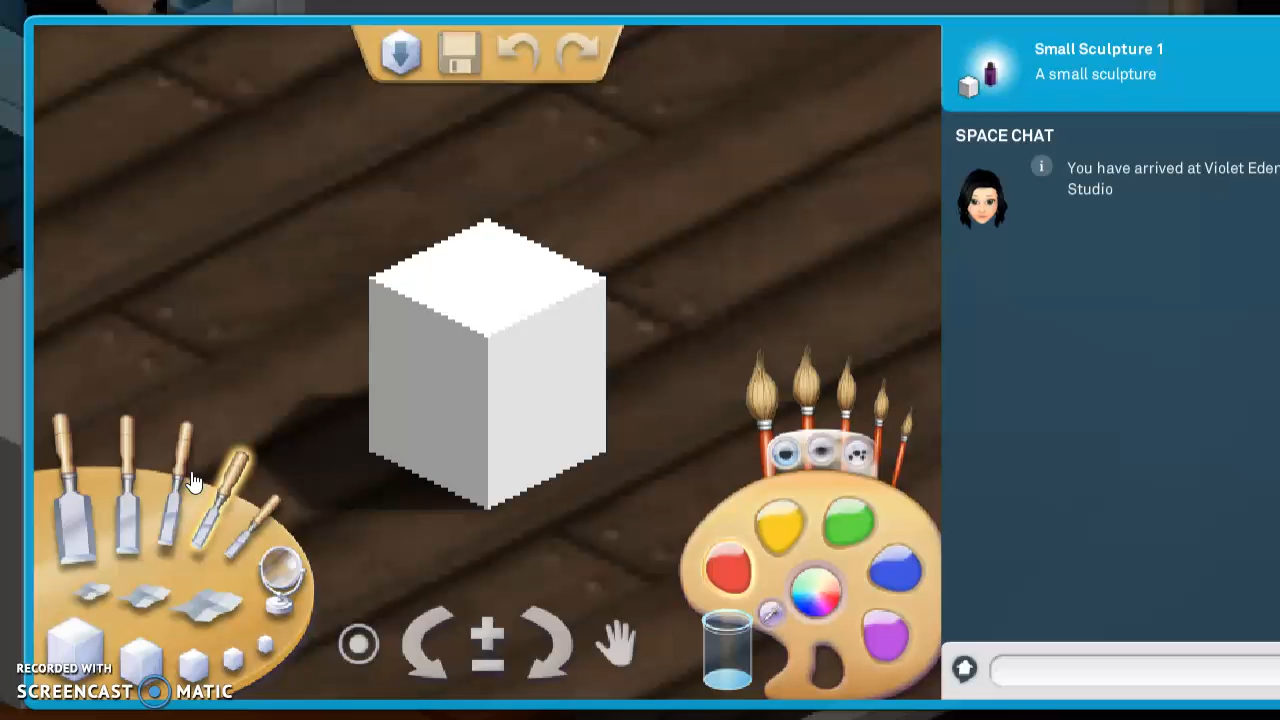 Small Sculpture 1
A small sculpture
SPACE CHAT
i
You have arrived at Violet Eden
Studio
RECORDED WITH
SCREENCAST MATIC